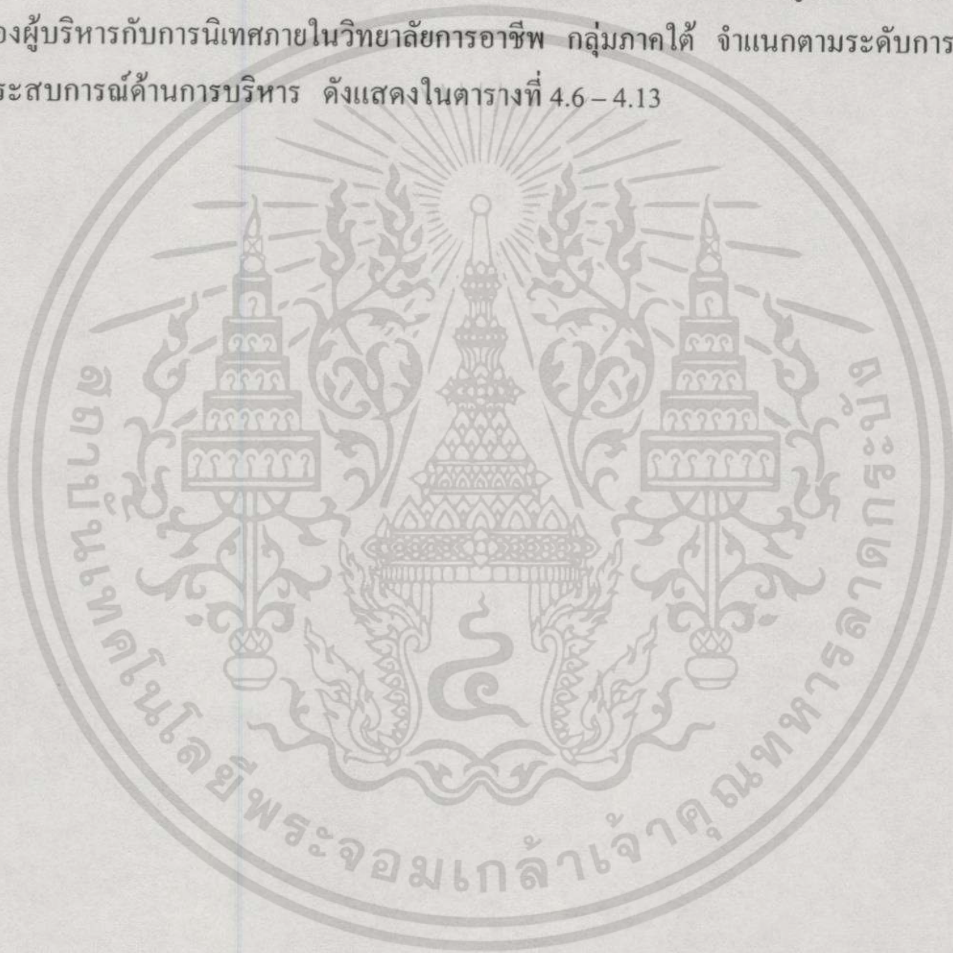 องผู้บริหารกับการนิเทศภายในวิทยาลัยการอาชีพ กลุ่มภาคใต้ จำแนกตามระดับการ
ระสบการณ์ด้านการบริหาร ดังแสดงในตารางที่ 4.6 – 4.13
สถาบันเทคโนโลยีพระจอมเกล้าเจ้าคุณทหารลาดกระบัง